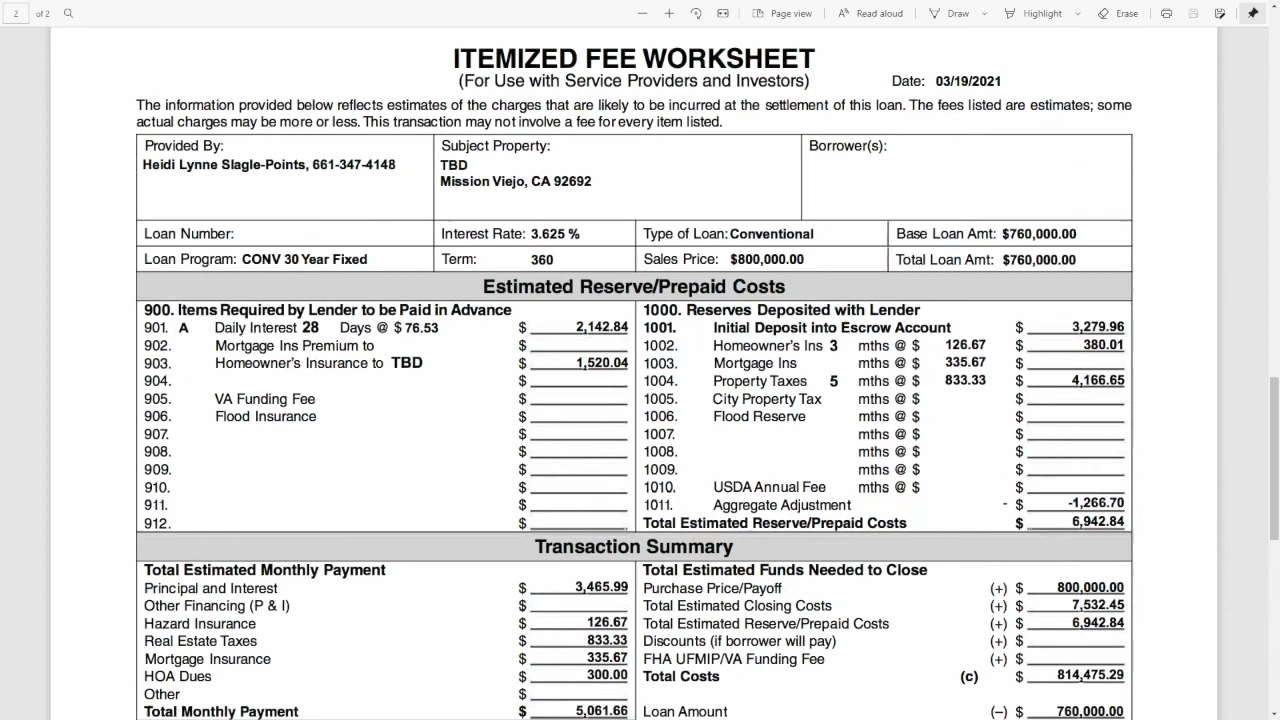 2 of 2 Page view Read aloud Draw Highlight Erase
ITEMIZED FEE WORKSHEET
(For Use with Service Providers and Investors) Date: 03/19/2021
The information provided below reflects estimates of the charges that are likely to be incurred at the settlement of this loan. The fees listed are estimates; some
actual charges may be more or less. This transaction may not involve a fee for every item listed.
Provided By: Subject Property: Borrower(s):
Heidi Lynne Slagle-Points, 661-347-4148 TBD
Mission Viejo, CA 92692
Loan Number: Interest Rate: 3.625 % Type of Loan: Conventional Base Loan Amt: $760,000.00
Loan Program: CONV 30 Year Fixed Term: 360 Sales Price: $800,000.00 Total Loan Amt: $760,000.00
Estimated Reserve/Prepaid Costs
900. Items Required by Lender to be Paid in Advance
901. A Daily Interest 28 Days @ $ 76.53 $ 2,142.84
902. Mortgage Ins Premium to $
903. Homeowner's Insurance to TBD $ 1,520.04
904. $
905. VA Funding Fee $
906. Flood Insurance $
907. $
908. $
909. $
910. $
911. $
912. $
1000. Reserves Deposited with Lender
1001. Initial Deposit into Escrow Account $ 3,279.96
1002. Homeowner's Ins 3 mths @ $ 126.67 $ 380.01
1003. Mortgage Ins mths @ $ 335.67 $
1004. Property Taxes 5 mths @ $ 833.33 $ 4,166.65
1005. City Property Tax mths @ $ $
1006. Flood Reserve mths @ $ $
1007. mths @ $ $
1008. mths @ $ $
1009. mths @ $ $
1010. USDA Annual Fee mths @ $ $
1011. Aggregate Adjustment - $ -1,266.70
Total Estimated Reserve/Prepaid Costs $ 6,942.84
Transaction Summary
Total Estimated Monthly Payment
Principal and Interest $ 3,465.99
Other Financing (P & I) $
Hazard Insurance $ 126.67
Real Estate Taxes $ 833.33
Mortgage Insurance $ 335.67
HOA Dues $ 300.00
Other $
Total Monthly Payment $ 5,061.66
Total Estimated Funds Needed to Close
Purchase Price/Payoff (+) $ 800,000.00
Total Estimated Closing Costs (+) $ 7,532.45
Total Estimated Reserve/Prepaid Costs (+) $ 6,942.84
Discounts (if borrower will pay) (+) $
FHA UFMIP/VA Funding Fee (+) $
Total Costs (c) $ 814,475.29
Loan Amount (–) $ 760,000.00